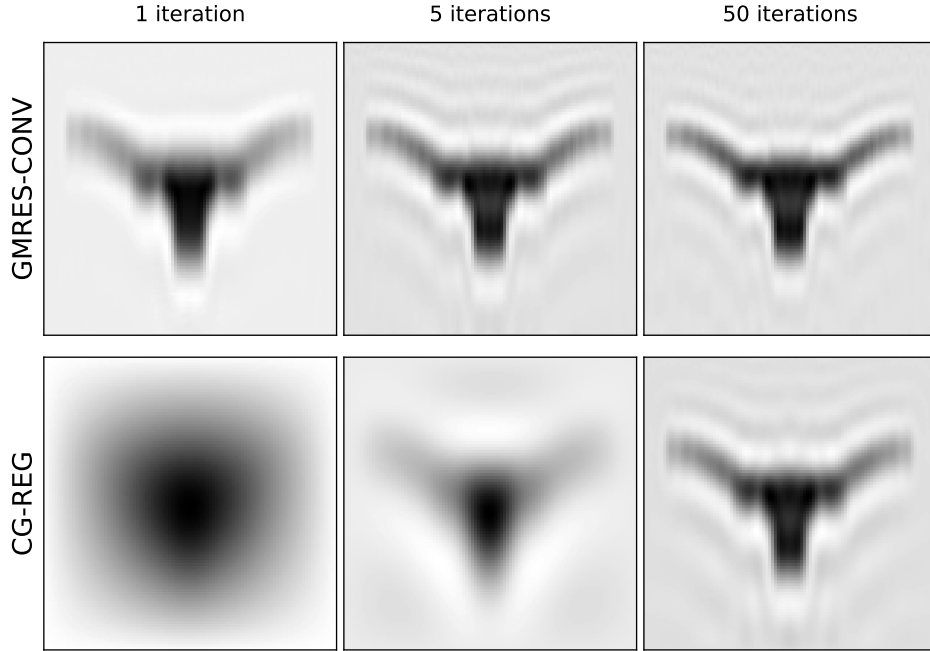 1 iteration
5 iterations
50 iterations
GMRES-CONV
CG-REG